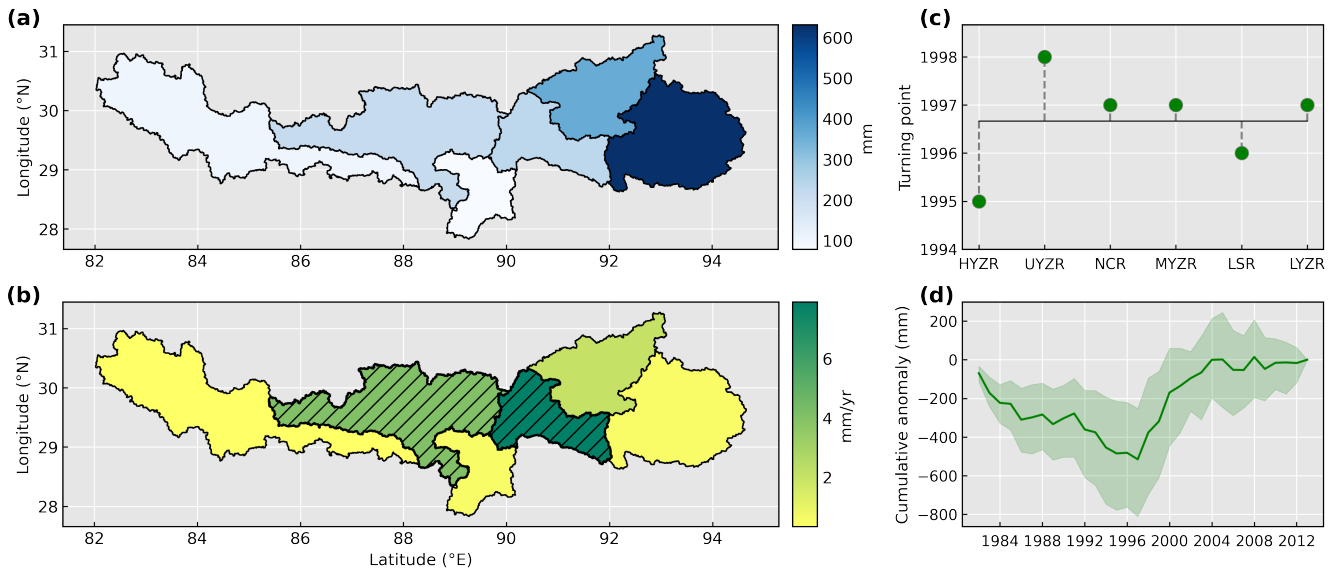 (a)
31
30
29
28
Longitude (°N)
82 84 86 88 90 92 94
600
500
400
300
200
100
mm
(b)
31
30
29
28
Longitude (°N)
82 84 86 88 90 92 94
Latitude (°E)
6
4
2
mm/yr
(c)
1998
1997
1996
1995
1994
Turning point
HYZR UYZR NCR MYZR LSR LYZR
(d)
200
0
−200
−400
−600
−800
Cumulative anomaly (mm)
1984 1988 1992 1996 2000 2004 2008 2012